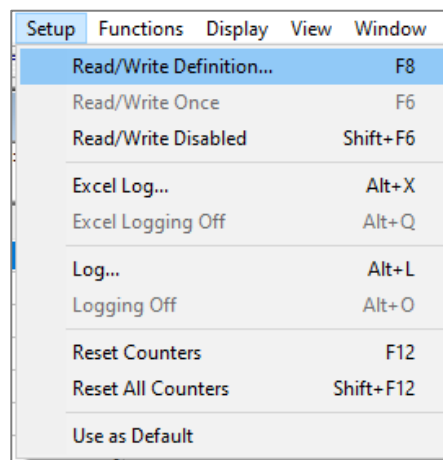 Setup Functions Display View Window
Read/Write Definition... F8
Read/Write Once F6
Read/Write Disabled Shift+F6
Excel Log... Alt+X
Excel Logging Off Alt+Q
Log... Alt+L
Logging Off Alt+O
Reset Counters F12
Reset All Counters Shift+F12
Use as Default